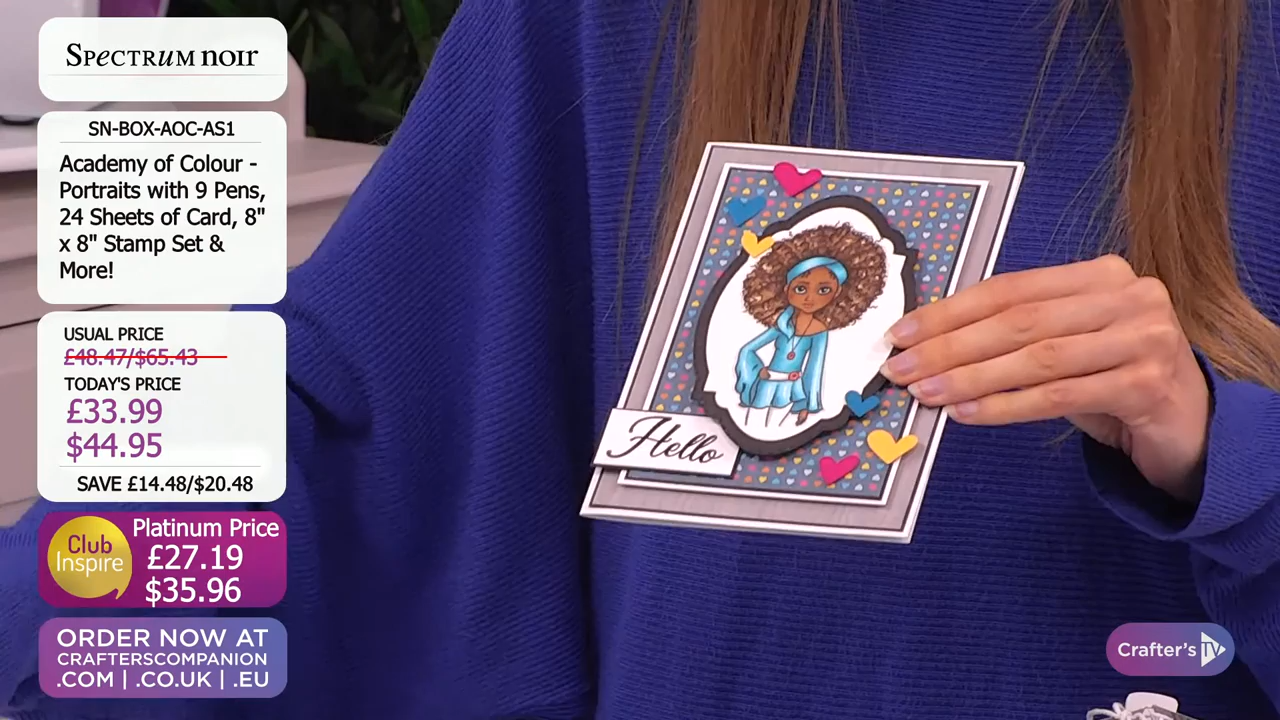 Spectrum noir
SN-BOX-AOC-AS1
Academy of Colour -
Portraits with 9 Pens,
24 Sheets of Card, 8"
x 8" Stamp Set &
More!
USUAL PRICE
£48.47/$65.43
TODAY'S PRICE
£33.99
$44.95
SAVE £14.48/$20.48
Club
Inspire
Platinum Price
£27.19
$35.96
ORDER NOW AT
CRAFTERSCOMPANION
.COM | .CO.UK | .EU
Hello
Crafter's TV